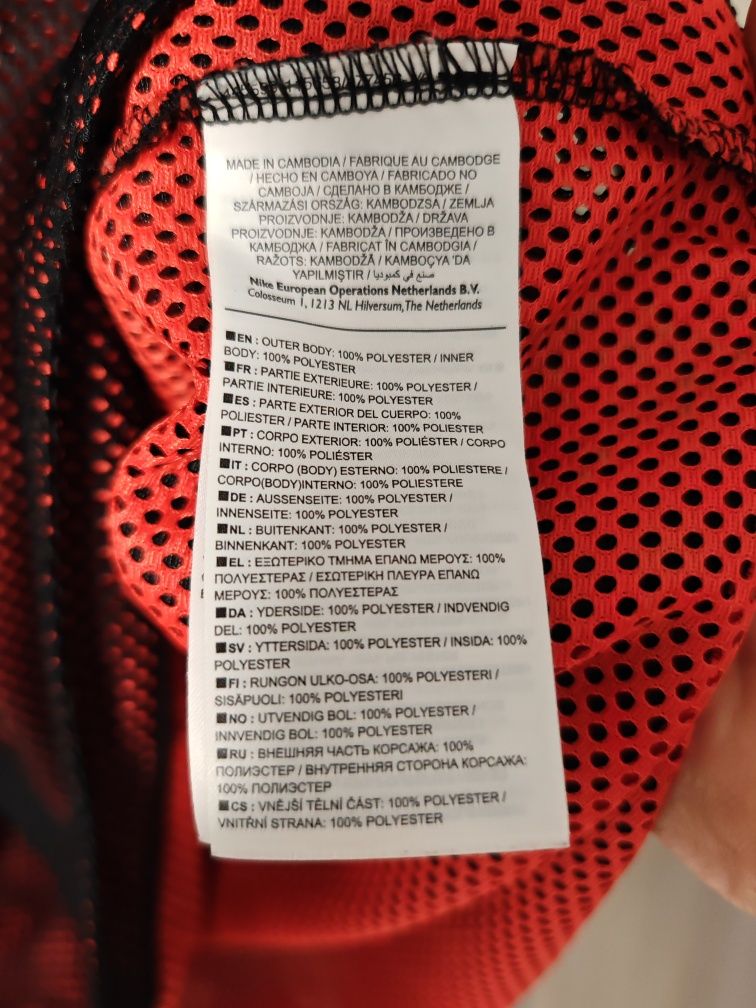 MADE IN CAMBODIA / FABRIQUE AU CAMBODGE
/ HECHO EN CAMBOYA / FABRICADO NO
CAMBOJA / СДЕЛАНО В КАМБОДЖЕ /
SZÁRMAZÁSI ORSZÁG: KAMBODZSA / ZEMLJA
PROIZVODNJE: KAMBODŽA / DRŽAVA
PROIZVODNJE: KAMBODŽA / ПРОИЗВЕДЕНО В
КАМБОДЖА / FABRICAT ÎN CAMBODGIA /
RAŽOTS: KAMBODŽĀ / KAMBOÇYA 'DA
YAPILMIŞTIR / صنع في كمبوديا
Nike European Operations Netherlands B.V.
Colosseum 1, 1213 NL Hilversum, The Netherlands
EN : OUTER BODY: 100% POLYESTER / INNER
BODY: 100% POLYESTER
FR : PARTIE EXTERIEURE: 100% POLYESTER /
PARTIE INTERIEURE: 100% POLYESTER
ES : PARTE EXTERIOR DEL CUERPO: 100%
POLIESTER / PARTE INTERIOR: 100% POLIESTER
PT : CORPO EXTERIOR: 100% POLIÉSTER / CORPO
INTERNO: 100% POLIÉSTER
IT : CORPO (BODY) ESTERNO: 100% POLIESTERE /
CORPO(BODY)INTERNO: 100% POLIESTERE
DE : AUSSENSEITE: 100% POLYESTER /
INNENSEITE: 100% POLYESTER
NL : BUITENKANT: 100% POLYESTER /
BINNENKANT: 100% POLYESTER
EL : ΕΞΩΤΕΡΙΚΟ ΤΜΗΜΑ ΕΠΑΝΩ ΜΕΡΟΥΣ: 100%
ΠΟΛΥΕΣΤΕΡΑΣ / ΕΣΩΤΕΡΙΚΗ ΠΛΕΥΡΑ ΕΠΑΝΩ
ΜΕΡΟΥΣ: 100% ΠΟΛΥΕΣΤΕΡΑΣ
DA : YDERSIDE: 100% POLYESTER / INDVENDIG
DEL: 100% POLYESTER
SV : YTTERSIDA: 100% POLYESTER / INSIDA: 100%
POLYESTER
FI : RUNGON ULKO-OSA: 100% POLYESTERI /
SISÄPUOLI: 100% POLYESTERI
NO : UTVENDIG BOL: 100% POLYESTER /
INNVENDIG BOL: 100% POLYESTER
RU : ВНЕШНЯЯ ЧАСТЬ КОРСАЖА: 100%
ПОЛИЭСТЕР / ВНУТРЕННЯЯ СТОРОНА КОРСАЖА:
100% ПОЛИЭСТЕР
CS : VNĚJŠÍ TĚLNÍ ČÁST: 100% POLYESTER /
VNITŘNÍ STRANA: 100% POLYESTER